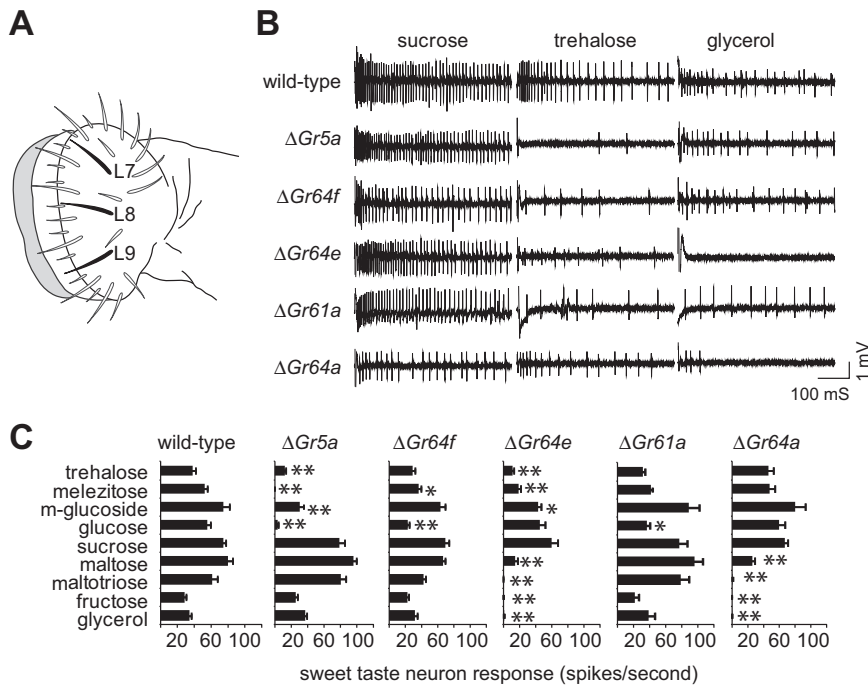 A
L7
L8
L9
B
sucrose trehalose glycerol
wild-type
ΔGr5a
ΔGr64f
ΔGr64e
ΔGr61a
ΔGr64a
1 mV
100 mS
C
wild-type ΔGr5a ΔGr64f ΔGr64e ΔGr61a ΔGr64a
trehalose ** **
melezitose ** * **
m-glucoside ** *
glucose ** ** *
sucrose
maltose ** **
maltotriose ** **
fructose ** **
glycerol ** **
20 60 100 20 60 100 20 60 100 20 60 100 20 60 100 20 60 100
sweet taste neuron response (spikes/second)